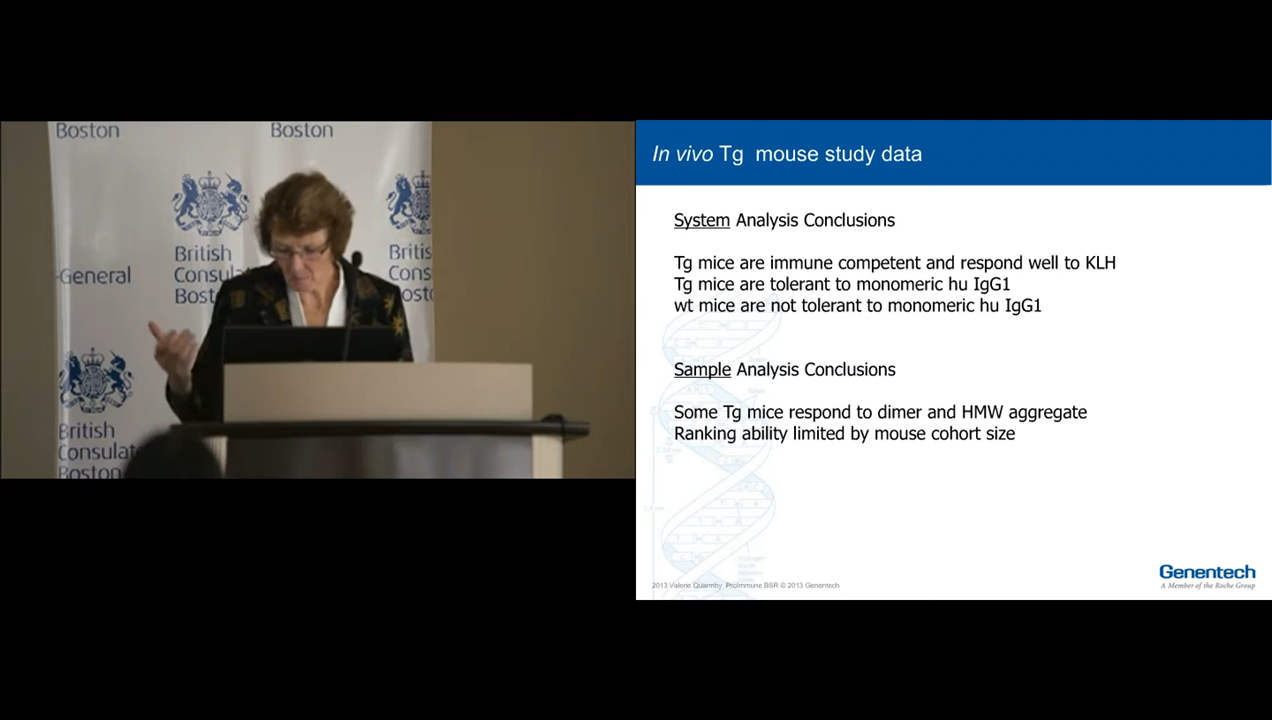 Boston
Boston
British
Consulat
Bosto
British
Cons
osto
General
British
Consulat
Boston
In vivo Tg mouse study data
System Analysis Conclusions
Tg mice are immune competent and respond well to KLH
Tg mice are tolerant to monomeric hu IgG1
wt mice are not tolerant to monomeric hu IgG1
Sample Analysis Conclusions
Some Tg mice respond to dimer and HMW aggregate
Ranking ability limited by mouse cohort size
2013 Valerie Quarmby ProImmune BSR © 2013 Genentech
Genentech
A Member of the Roche Group